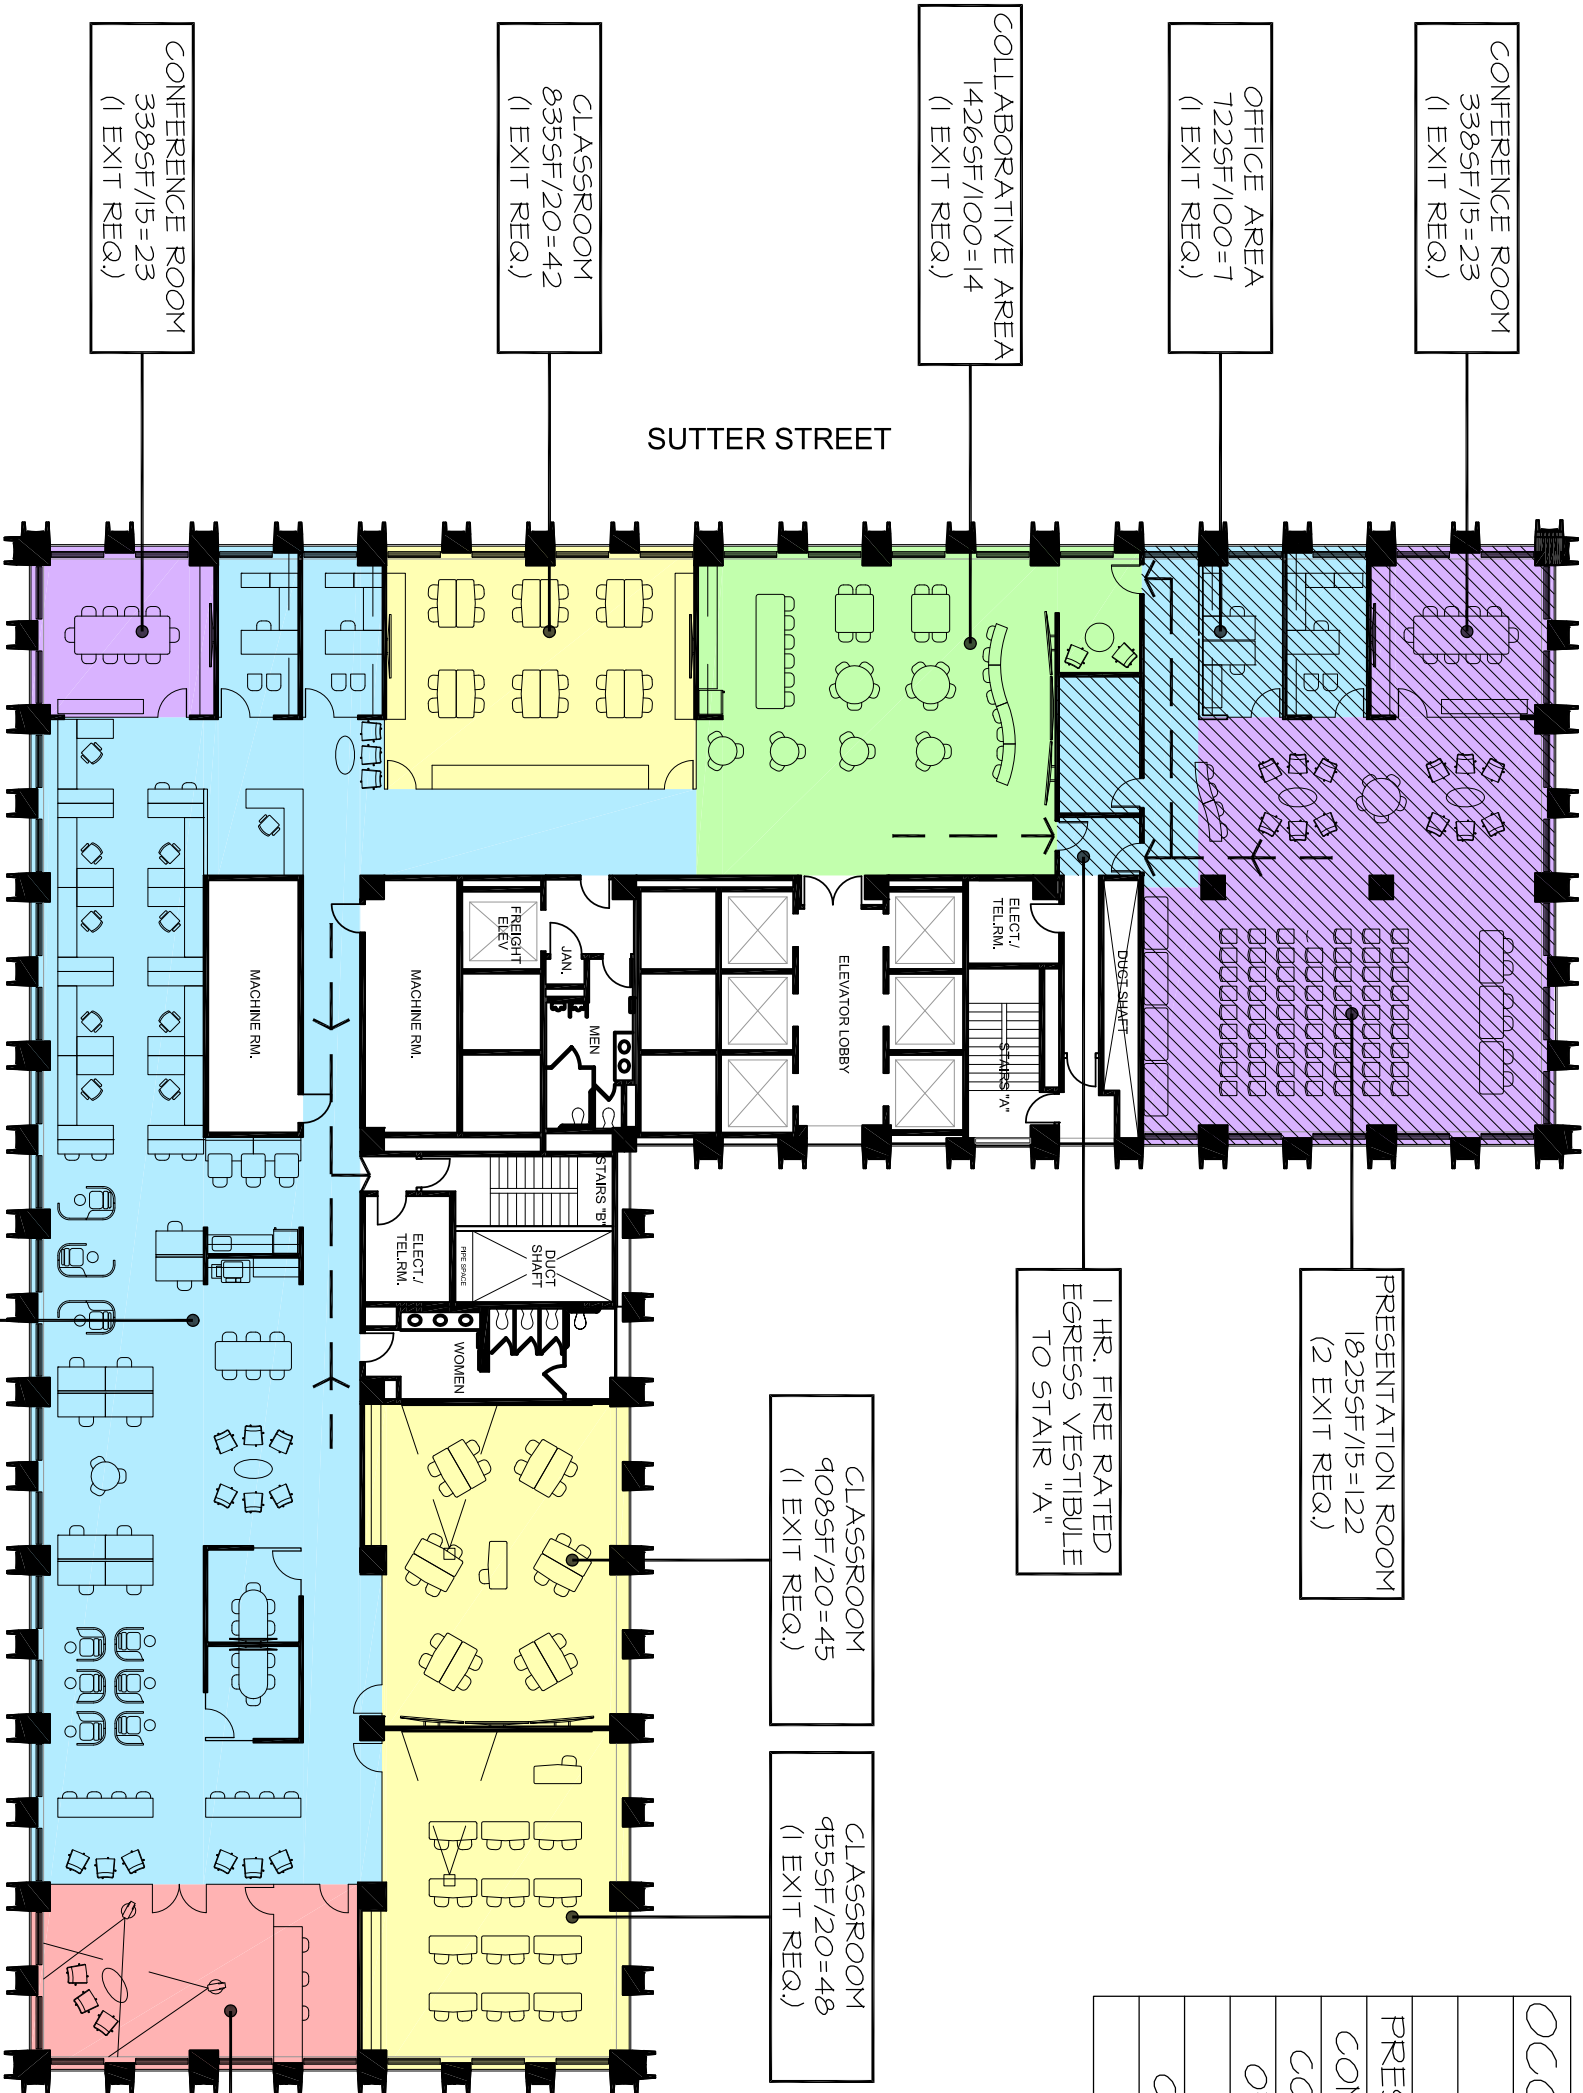 CONFERENCE ROOM
338SF/15=23
(1 EXIT REQ.)
CLASSROOM
835SF/20=42
(1 EXIT REQ.)
COLLABORATIVE AREA
1426SF/100=14
(1 EXIT REQ.)
OFFICE AREA
722SF/100=7
(1 EXIT REQ.)
CONFERENCE ROOM
338SF/15=23
(1 EXIT REQ.)
SUTTER STREET
MACHINE RM.
MACHINE RM.
FREIGHT
ELEV
JAN.
MEN
ELEVATOR LOBBY
ELECT./
TEL.RM.
STAIRS "A"
DUCT SHAFT
STAIRS "B"
ELECT./
TEL.RM.
PIPE SPACE
DUCT
SHAFT
WOMEN
1 HR. FIRE RATED
EGRESS VESTIBULE
TO STAIR "A"
PRESENTATION ROOM
1825SF/15=122
(2 EXIT REQ.)
CLASSROOM
908SF/20=45
(1 EXIT REQ.)
CLASSROOM
955SF/20=48
(1 EXIT REQ.)